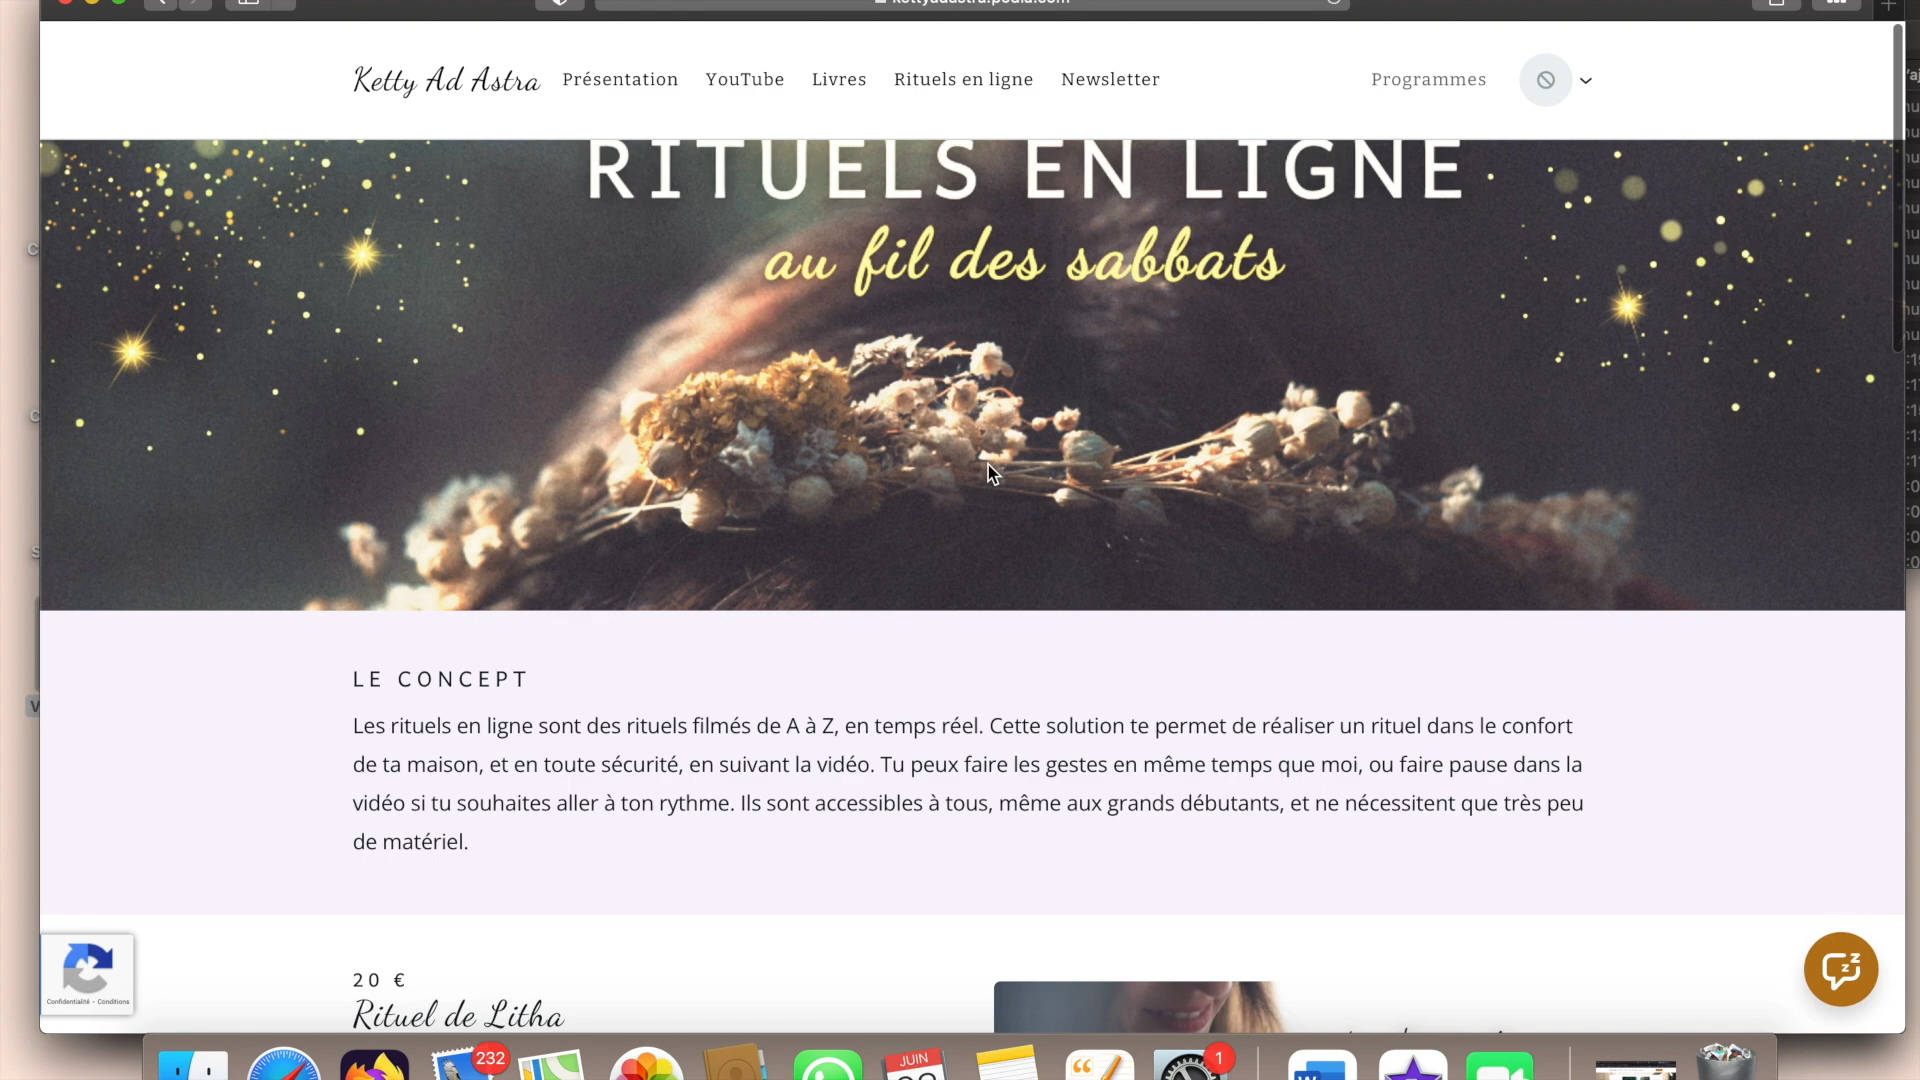 kettyadastra.podia.com
Ketty Ad Astra
Présentation
YouTube
Livres
Rituels en ligne
Newsletter
Programmes
RITUELS EN LIGNE
au fil des sabbats
LE CONCEPT
Les rituels en ligne sont des rituels filmés de A à Z, en temps réel. Cette solution te permet de réaliser un rituel dans le confort
de ta maison, et en toute sécurité, en suivant la vidéo. Tu peux faire les gestes en même temps que moi, ou faire pause dans la
vidéo si tu souhaites aller à ton rythme. Ils sont accessibles à tous, même aux grands débutants, et ne nécessitent que très peu
de matériel.
20 €
Rituel de Litha
Confidentialité - Conditions
232
JUIN
1
W